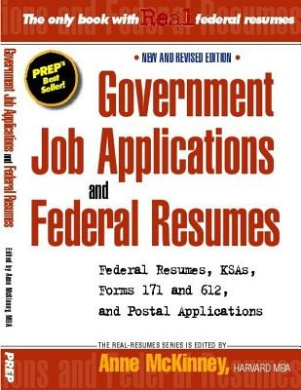 The only book with Real federal resumes
• NEW AND REVISED EDITION •
PREP's
Best
Seller!
Government
Job Applications
and
Federal Resumes
Federal Resumes, KSAs,
Forms 171 and 612,
and Postal Applications
THE REAL-RESUMES SERIES IS EDITED BY
Anne McKinney, HARVARD MBA
Government Job Applications and Federal Resumes
Edited by Anne McKinney, MBA
PREP